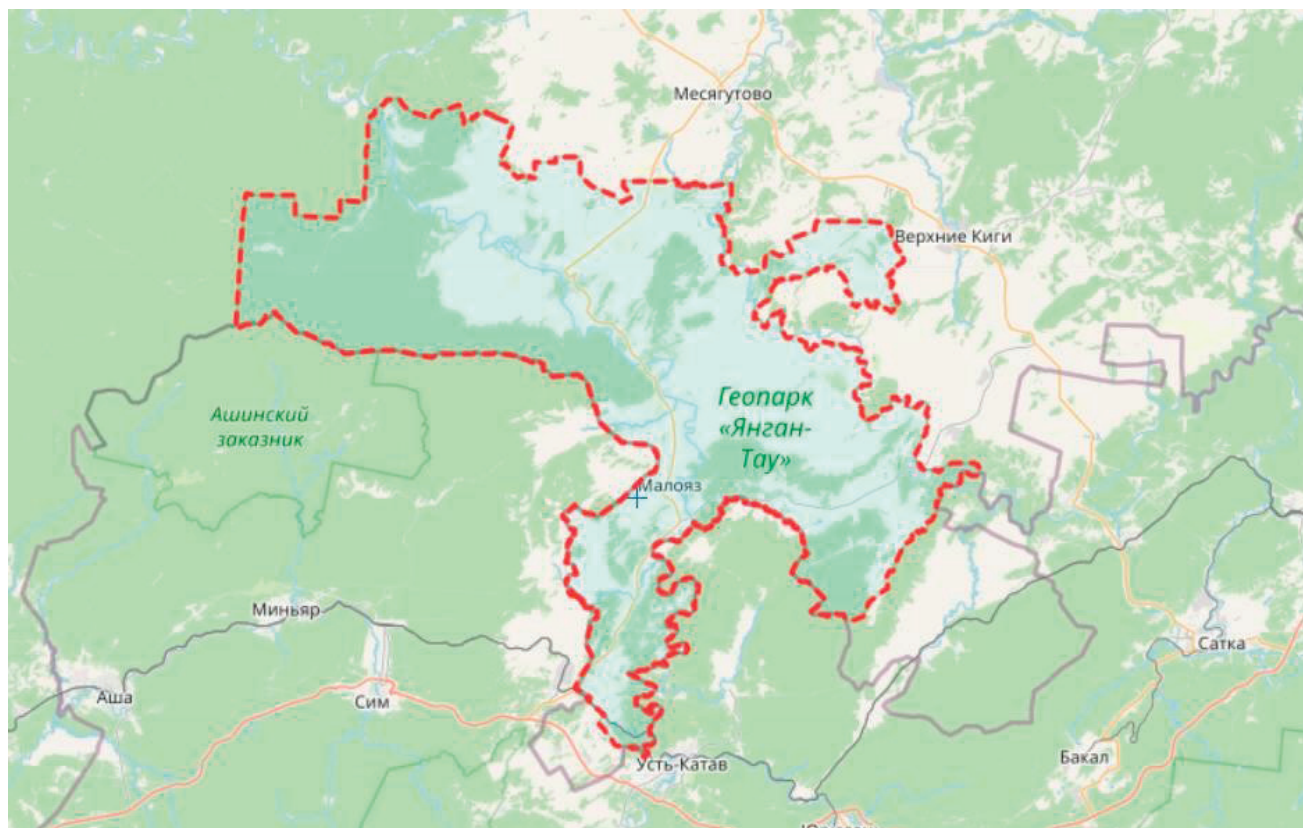 Месягутово
Верхние Киги
Геопарк
«Янган-
Тау»
Ашинский
заказник
Малояз
Миньяр
Сатка
Аша
Сим
Усть-Катав
Бакал